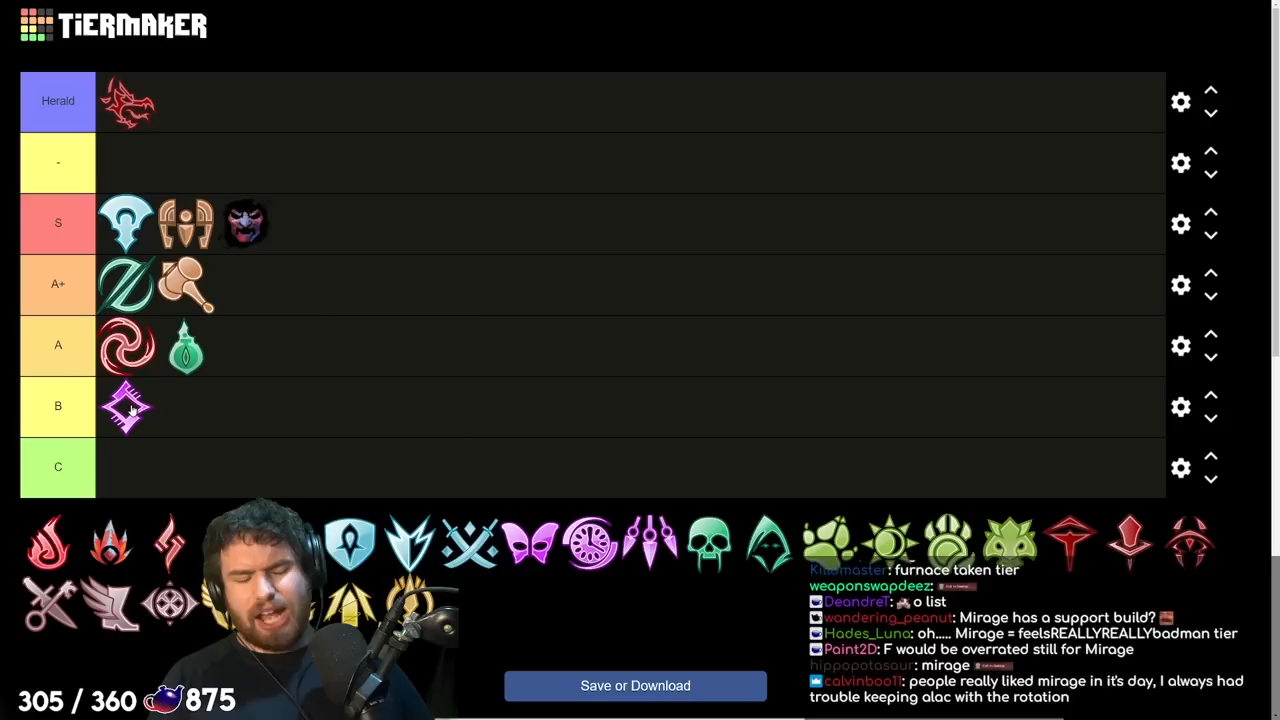 TiERMAKER
Herald
-
S
A+
A
B
C
Killomaster: furnace taken tier
weaponswapdeez:
DeandreT: o list
wandering_peanut: Mirage has a support build?
Hades_Luna: oh..... Mirage = feelsREALLYREALLYbadman tier
Paint2D: F would be overrated still for Mirage
hippopotasaur: mirage
calvinboo11: people really liked mirage in it's day, I always had
trouble keeping alac with the rotation
Save or Download
305 / 360 875